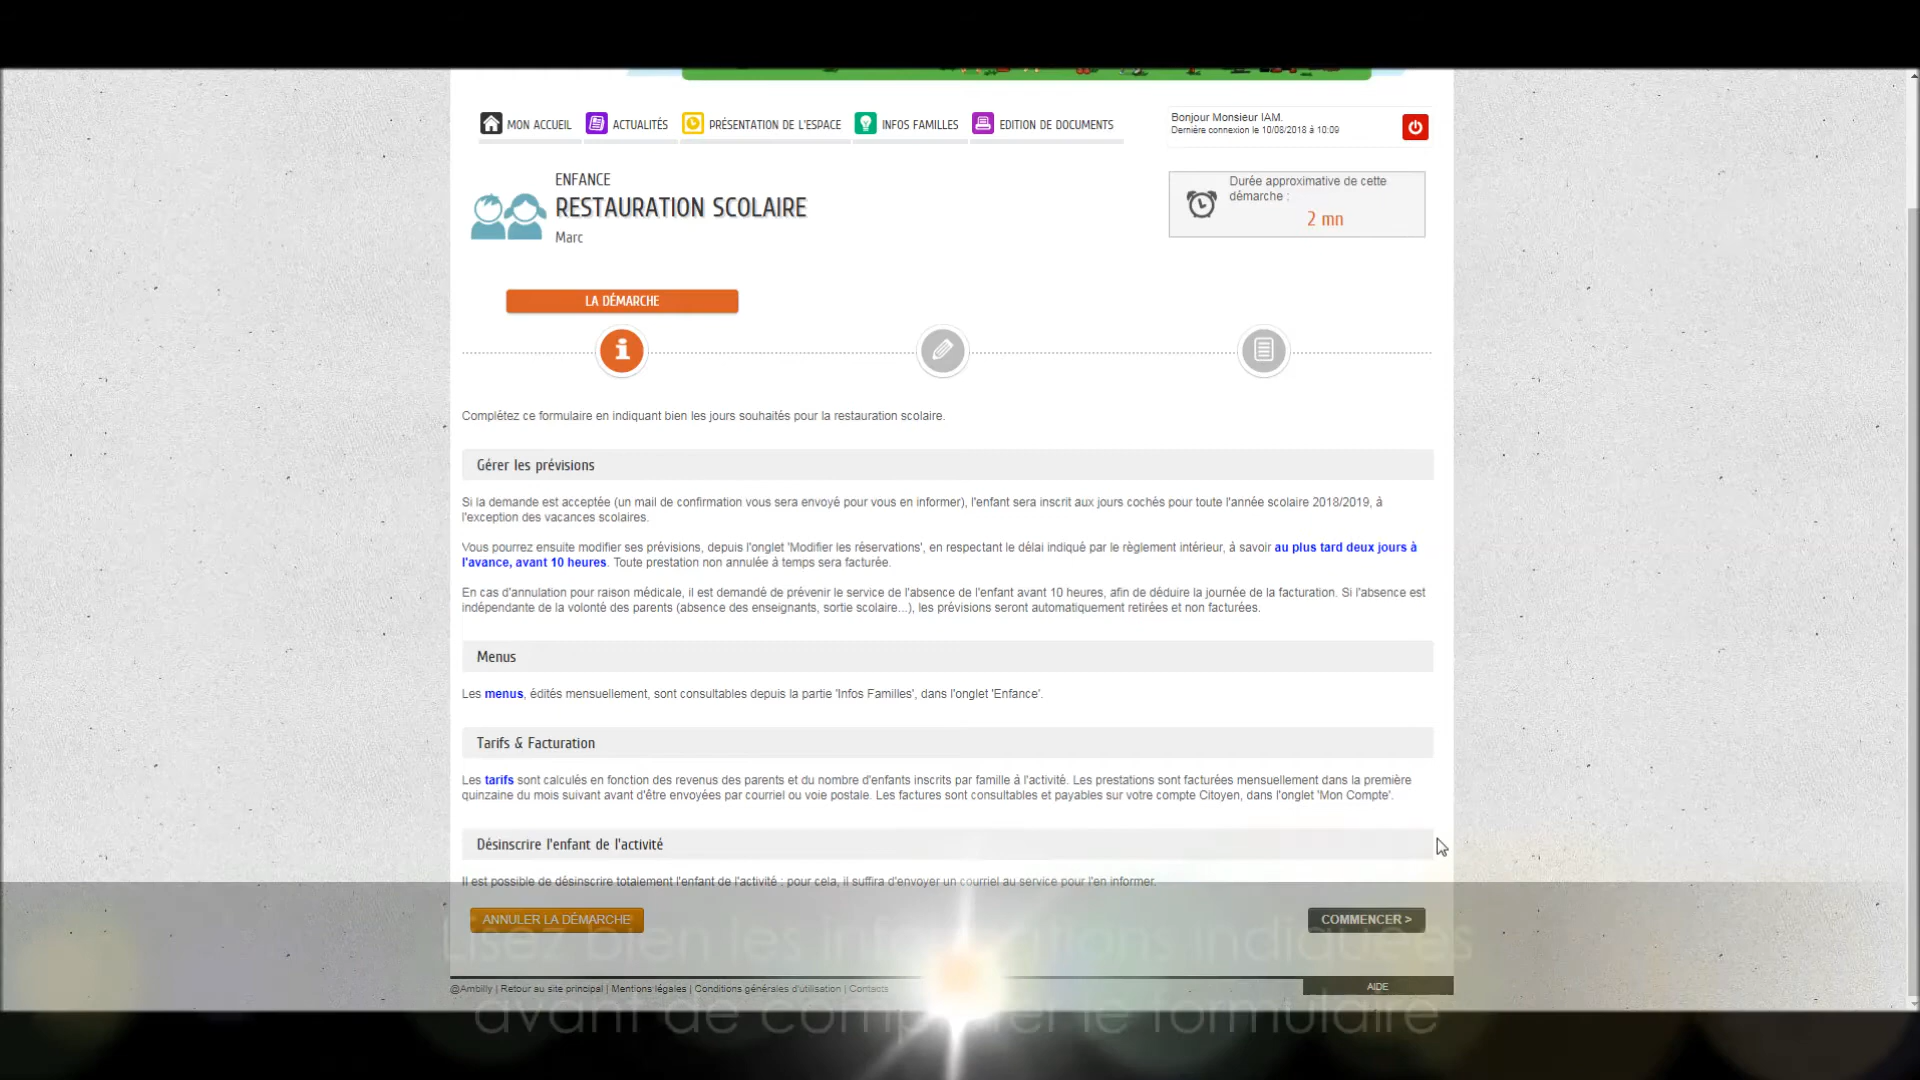 MON ACCUEIL ACTUALITÉS PRÉSENTATION DE L'ESPACE INFOS FAMILLES EDITION DE DOCUMENTS
Bonjour Monsieur IAM.
Dernière connexion le 10/08/2018 à 10:09
ENFANCE
RESTAURATION SCOLAIRE
Marc
Durée approximative de cette
démarche :
2 mn
LA DÉMARCHE
Complétez ce formulaire en indiquant bien les jours souhaités pour la restauration scolaire.
Gérer les prévisions
Si la demande est acceptée (un mail de confirmation vous sera envoyé pour vous en informer), l'enfant sera inscrit aux jours cochés pour toute l'année scolaire 2018/2019, à
l'exception des vacances scolaires.
Vous pourrez ensuite modifier ses prévisions, depuis l'onglet 'Modifier les réservations', en respectant le délai indiqué par le règlement intérieur, à savoir au plus tard deux jours à
l'avance, avant 10 heures. Toute prestation non annulée à temps sera facturée.
En cas d'annulation pour raison médicale, il est demandé de prévenir le service de l'absence de l'enfant avant 10 heures, afin de déduire la journée de la facturation. Si l'absence est
indépendante de la volonté des parents (absence des enseignants, sortie scolaire...), les prévisions seront automatiquement retirées et non facturées.
Menus
Les menus, édités mensuellement, sont consultables depuis la partie 'Infos Familles', dans l'onglet 'Enfance'.
Tarifs & Facturation
Les tarifs sont calculés en fonction des revenus des parents et du nombre d'enfants inscrits par famille à l'activité. Les prestations sont facturées mensuellement dans la première
quinzaine du mois suivant avant d'être envoyées par courriel ou voie postale. Les factures sont consultables et payables sur votre compte Citoyen, dans l'onglet 'Mon Compte'.
Désinscrire l'enfant de l'activité
Il est possible de désinscrire totalement l'enfant de l'activité : pour cela, il suffira d'envoyer un courriel au service pour l'en informer.
ANNULER LA DÉMARCHE
COMMENCER >
Lisez bien les informations indiquées
@Ambilly | Retour au site principal | Mentions légales | Conditions générales d'utilisation | Contacts
AIDE
avant de compléter le formulaire